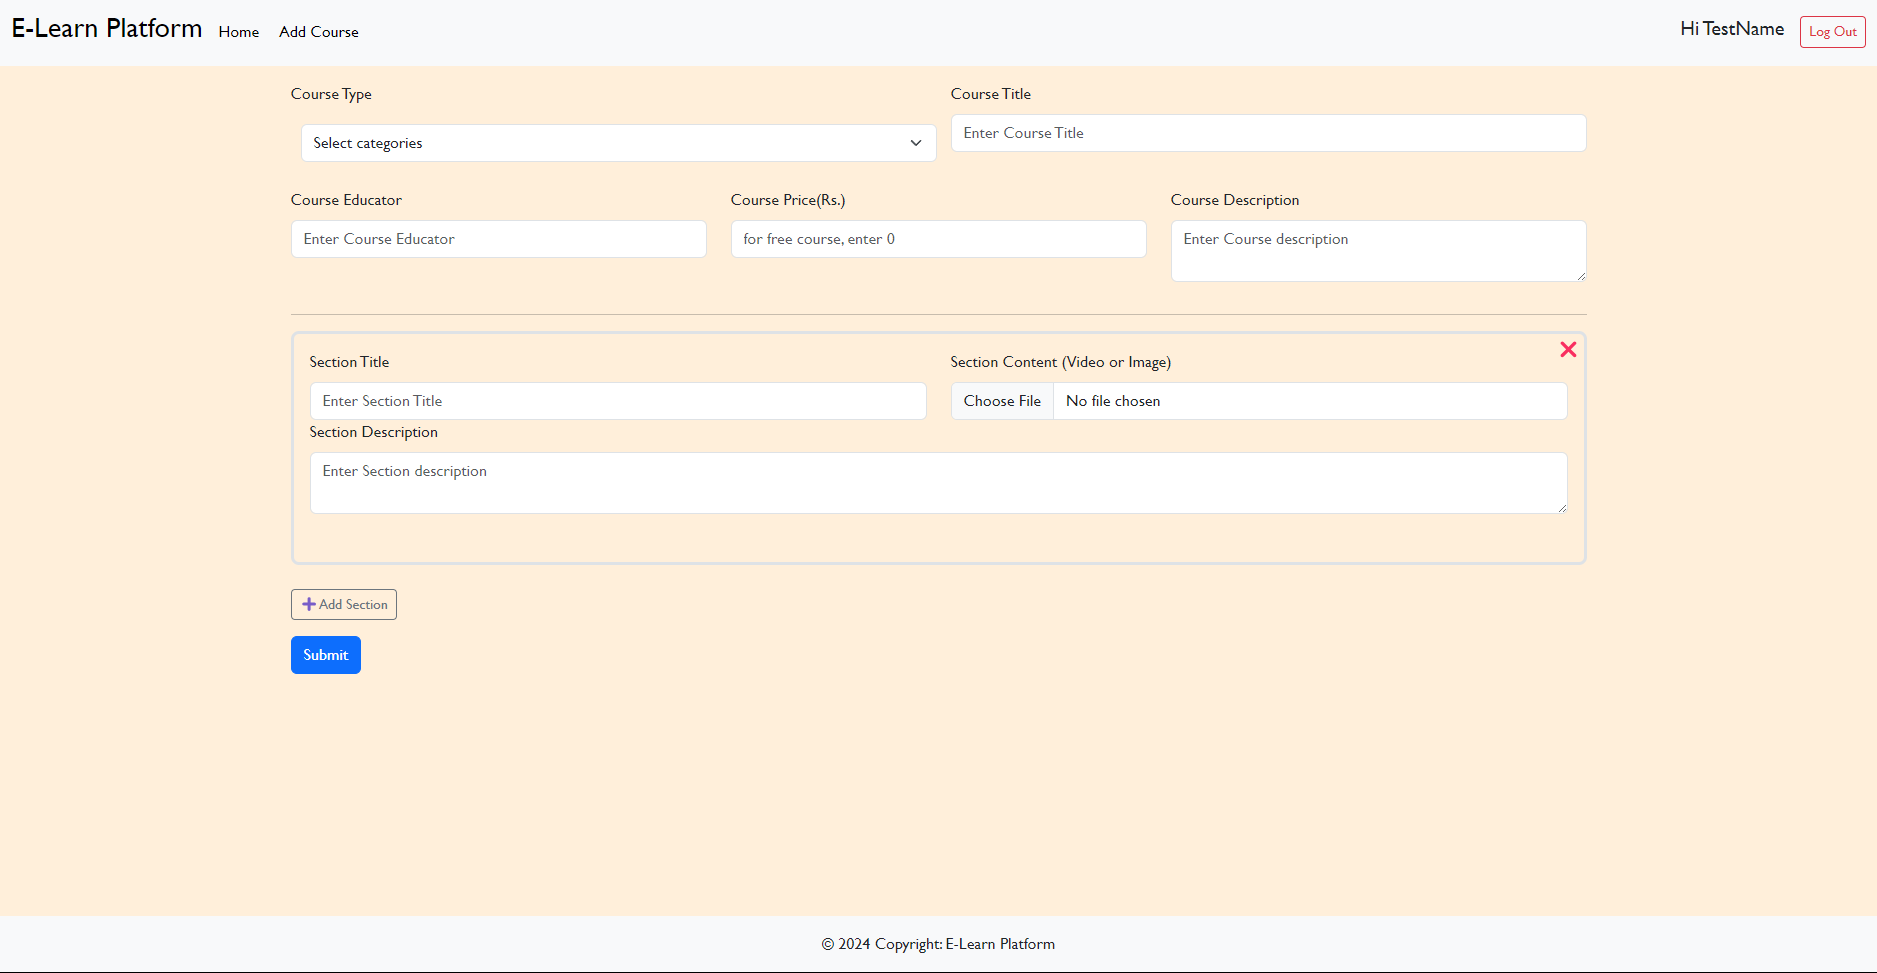 E-Learn Platform Home Add Course Hi TestName Log Out
Course Type Course Title
Select categories Enter Course Title
Course Educator Course Price(Rs.) Course Description
Enter Course Educator for free course, enter 0 Enter Course description
Section Title Section Content (Video or Image)
Enter Section Title Choose File No file chosen
Section Description
Enter Section description
Add Section
Submit
© 2024 Copyright: E-Learn Platform